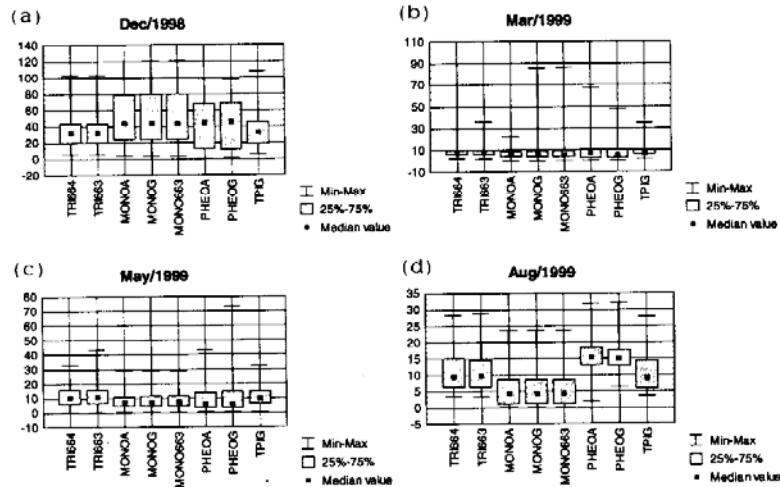 (a)
Dec/1998
140
120
100
80
60
40
20
0
-20
TRI664
TRI663
MONOA
MONOG
MONO663
PHEOA
PHEOG
TPIG
Min-Max
25%-75%
Median value
(b)
Mar/1999
110
90
70
50
30
10
-10
TRI664
TRI663
MONOA
MONOG
MONO663
PHEOA
PHEOG
TPIG
Min-Max
25%-75%
Median value
(c)
May/1999
80
70
60
50
40
30
20
10
0
-10
TRI664
TRI663
MONOA
MONOG
MONO663
PHEOA
PHEOG
TPIG
Min-Max
25%-75%
Median value
(d)
Aug/1999
35
30
25
20
15
10
5
0
-5
TRI664
TRI663
MONOA
MONOG
MONO663
PHEOA
PHEOG
TPIG
Min-Max
25%-75%
Median value